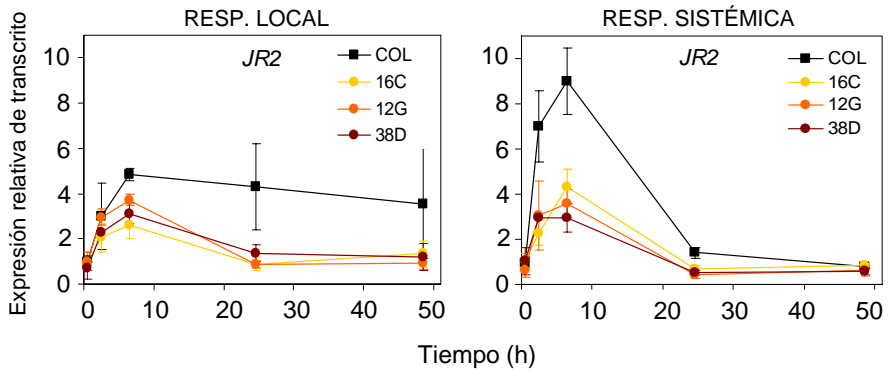 RESP. LOCAL
RESP. SISTÉMICA
Expresión relativa de transcrito
10
8
6
4
2
0
JR2
COL
16C
12G
38D
0 10 20 30 40 50
10
8
6
4
2
0
JR2
COL
16C
12G
38D
0 10 20 30 40 50
Tiempo (h)